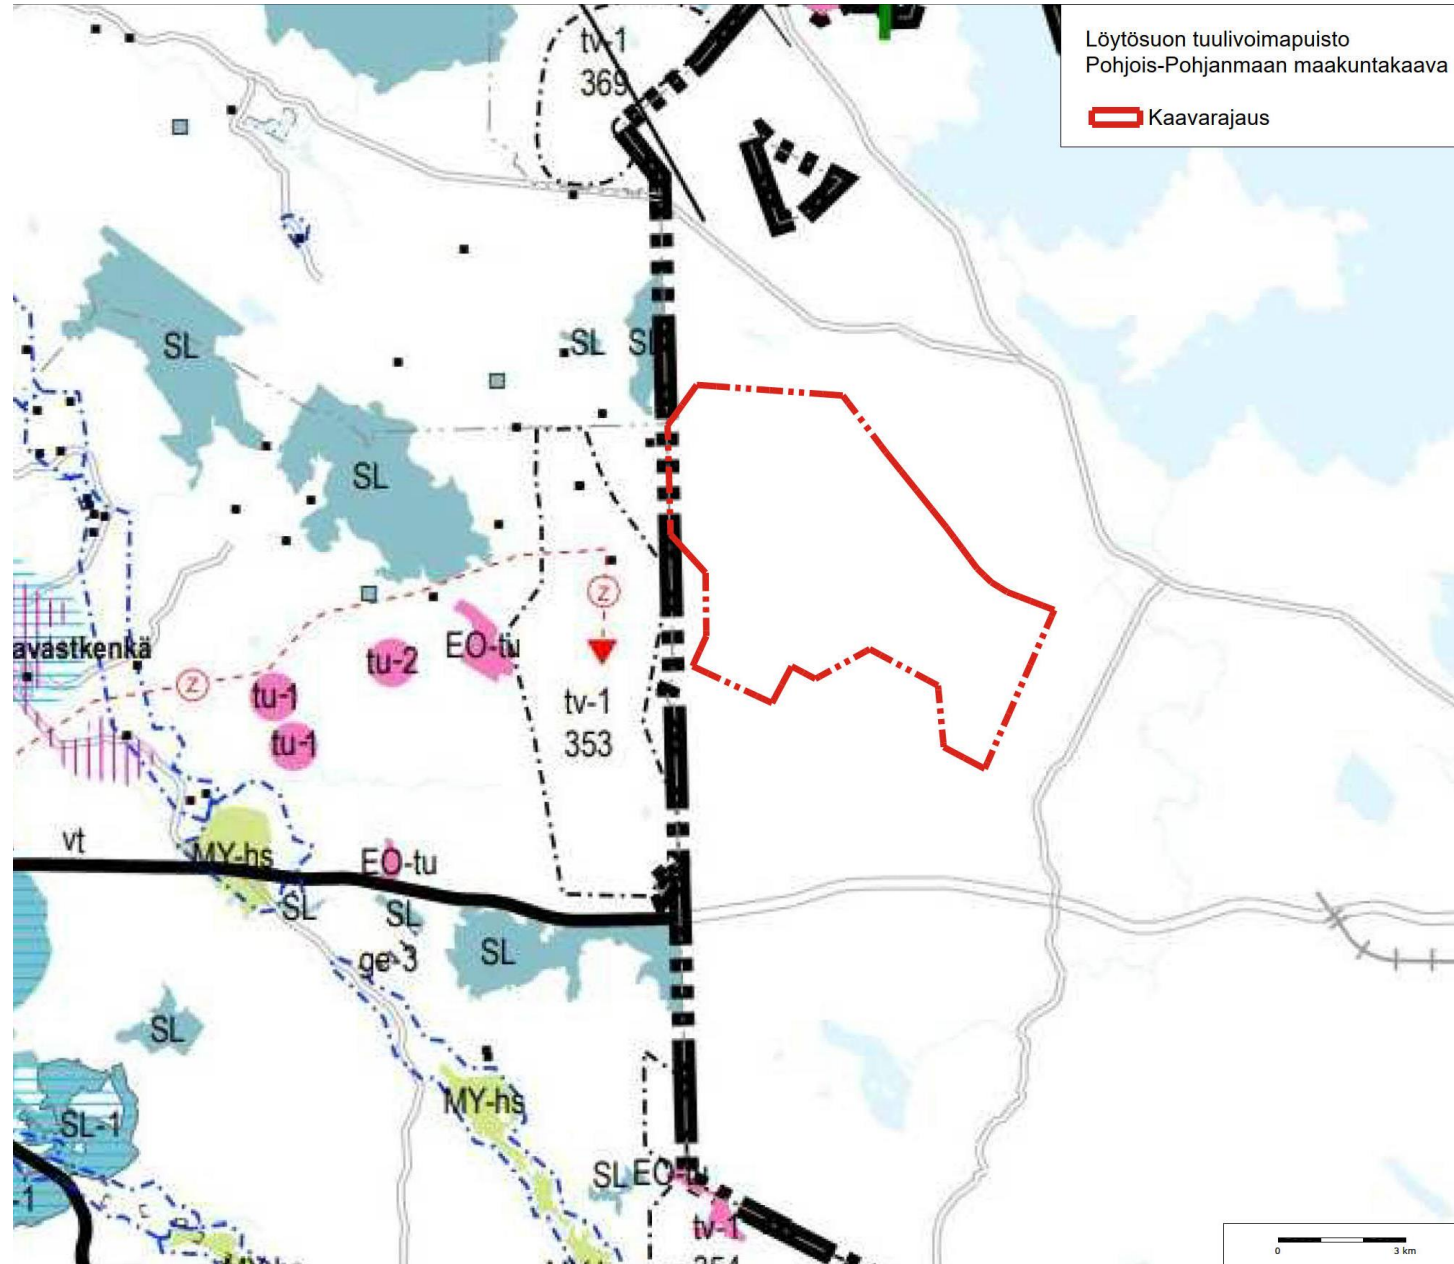 tv-1
369
Löytösuon tuulivoimapuisto
Pohjois-Pohjanmaan maakuntakaava
Kaavarajaus
SL
SL
SL
SL
Z
avastkenkä
tu-2
EO-tu
Z
tu-1
tu-1
tv-1
353
vt
MY-hs
EO-tu
SL
SL
SL
ge-3
SL
MY-hs
SL-1
SL
-1
tv-1
0
3 km